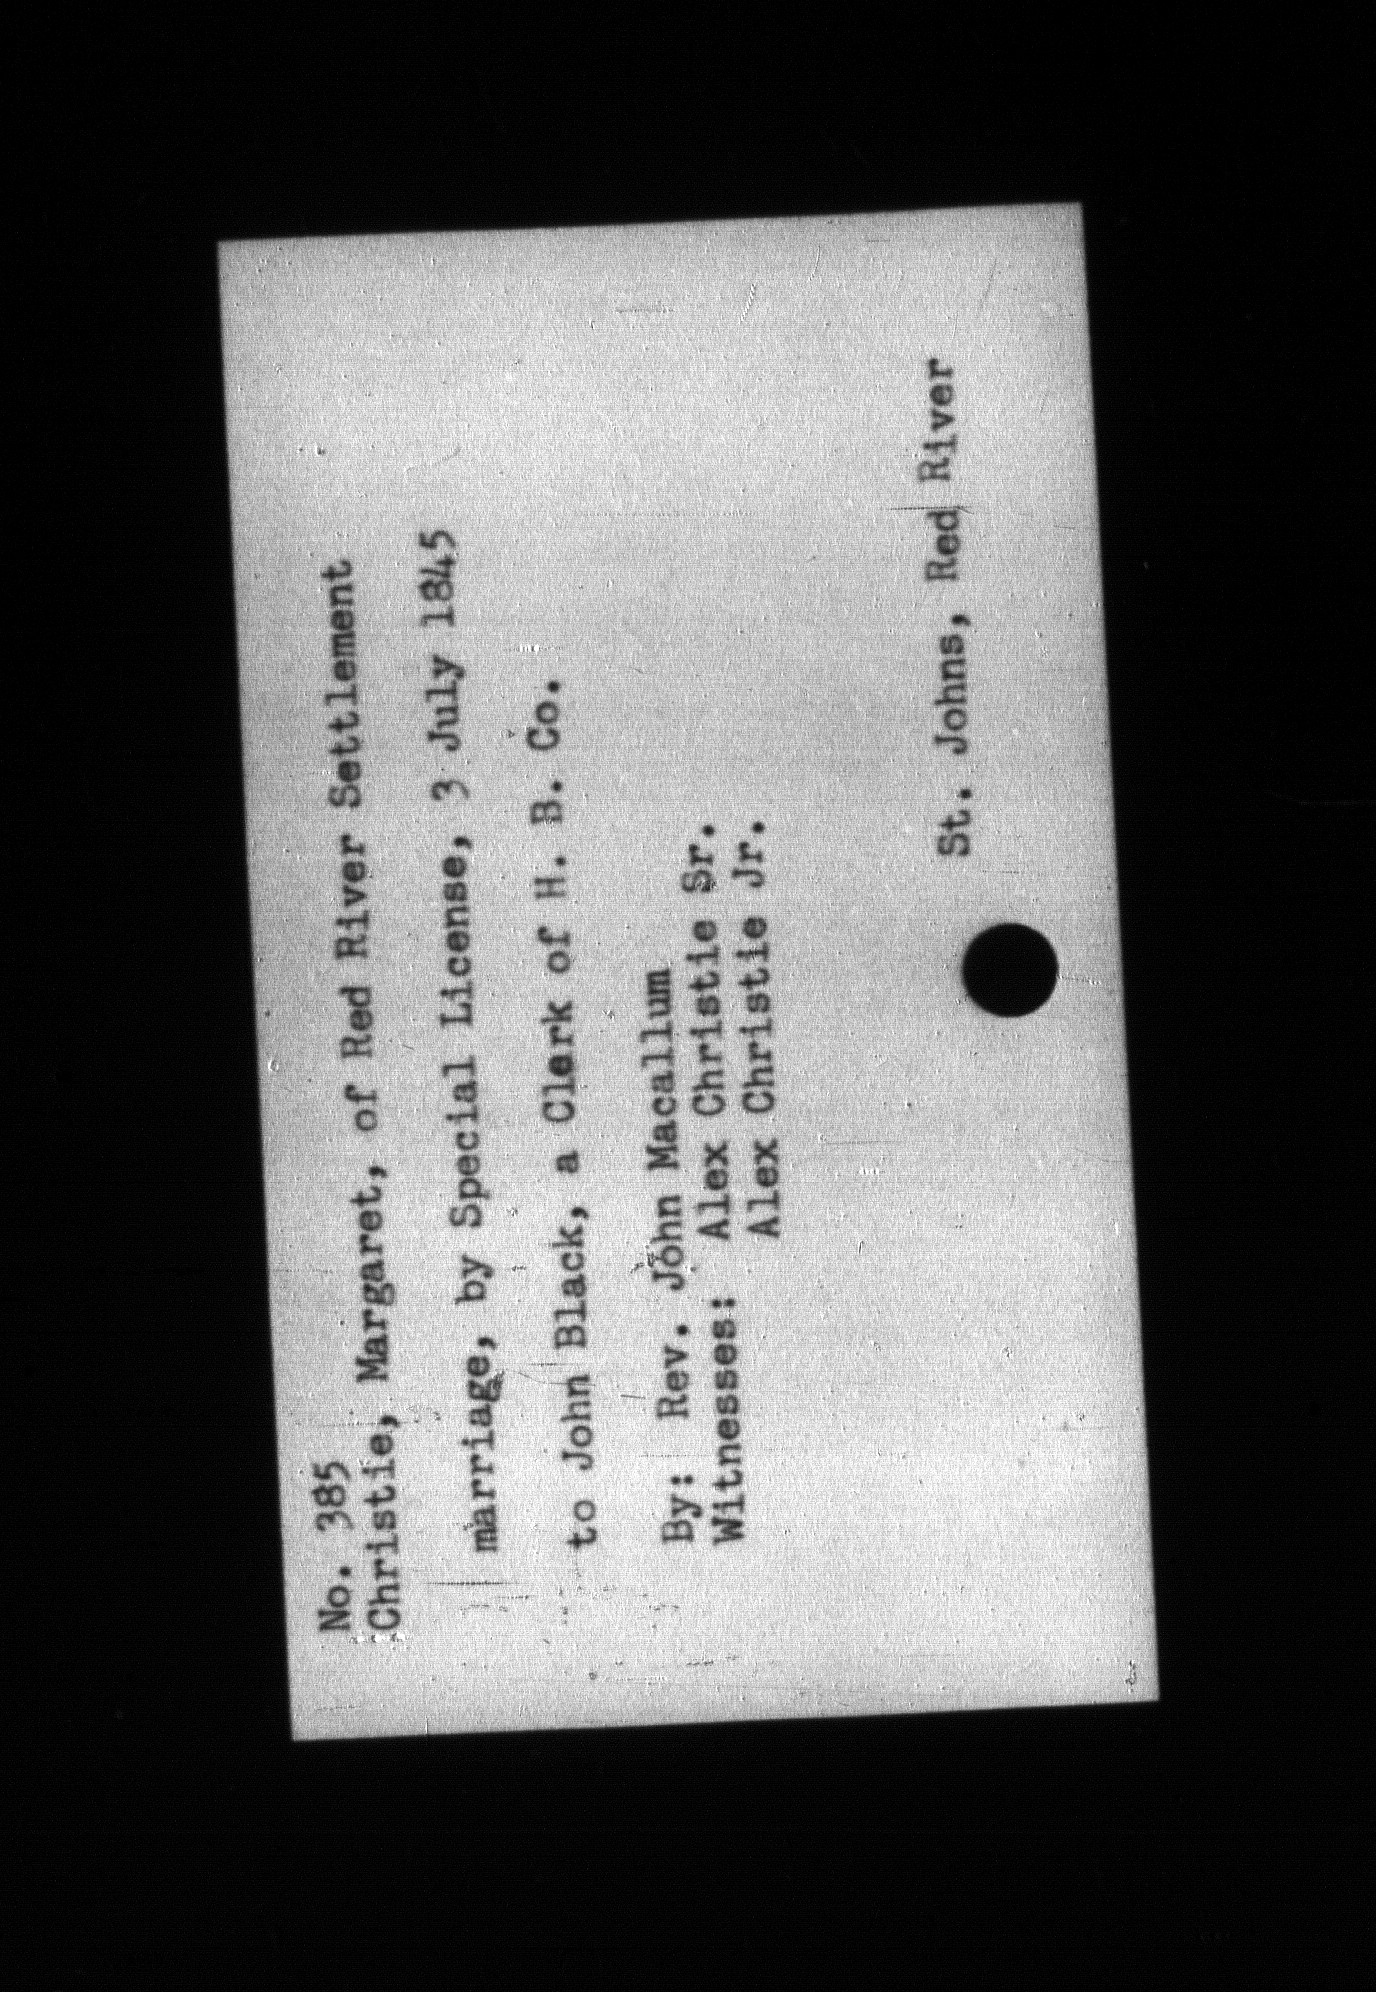 No. 385
Christie, Margaret, of Red River Settlement
marriage, by Special License, 3 July 1845
to John Black, a Clerk of H. B. Co.
By: Rev. John Macallum
Witnesses: Alex Christie Sr.
Alex Christie Jr.
St. Johns, Red River